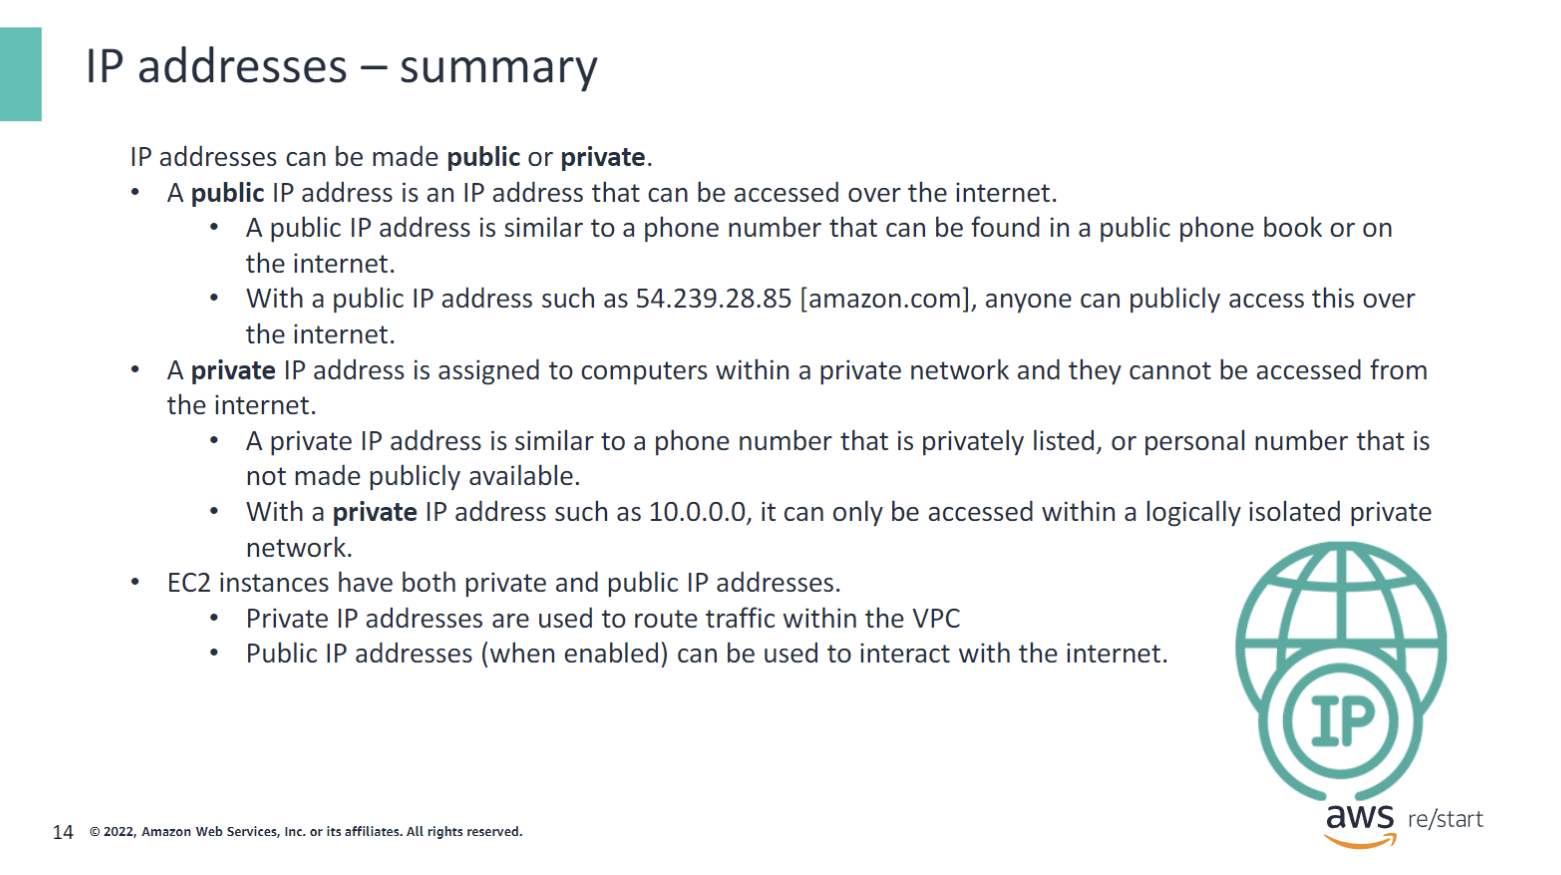 IP addresses – summary
IP addresses can be made public or private.
• A public IP address is an IP address that can be accessed over the internet.
• A public IP address is similar to a phone number that can be found in a public phone book or on
the internet.
• With a public IP address such as 54.239.28.85 [amazon.com], anyone can publicly access this over
the internet.
• A private IP address is assigned to computers within a private network and they cannot be accessed from
the internet.
• A private IP address is similar to a phone number that is privately listed, or personal number that is
not made publicly available.
• With a private IP address such as 10.0.0.0, it can only be accessed within a logically isolated private
network.
• EC2 instances have both private and public IP addresses.
• Private IP addresses are used to route traffic within the VPC
• Public IP addresses (when enabled) can be used to interact with the internet.
IP
14 © 2022, Amazon Web Services, Inc. or its affiliates. All rights reserved.
aws re/start